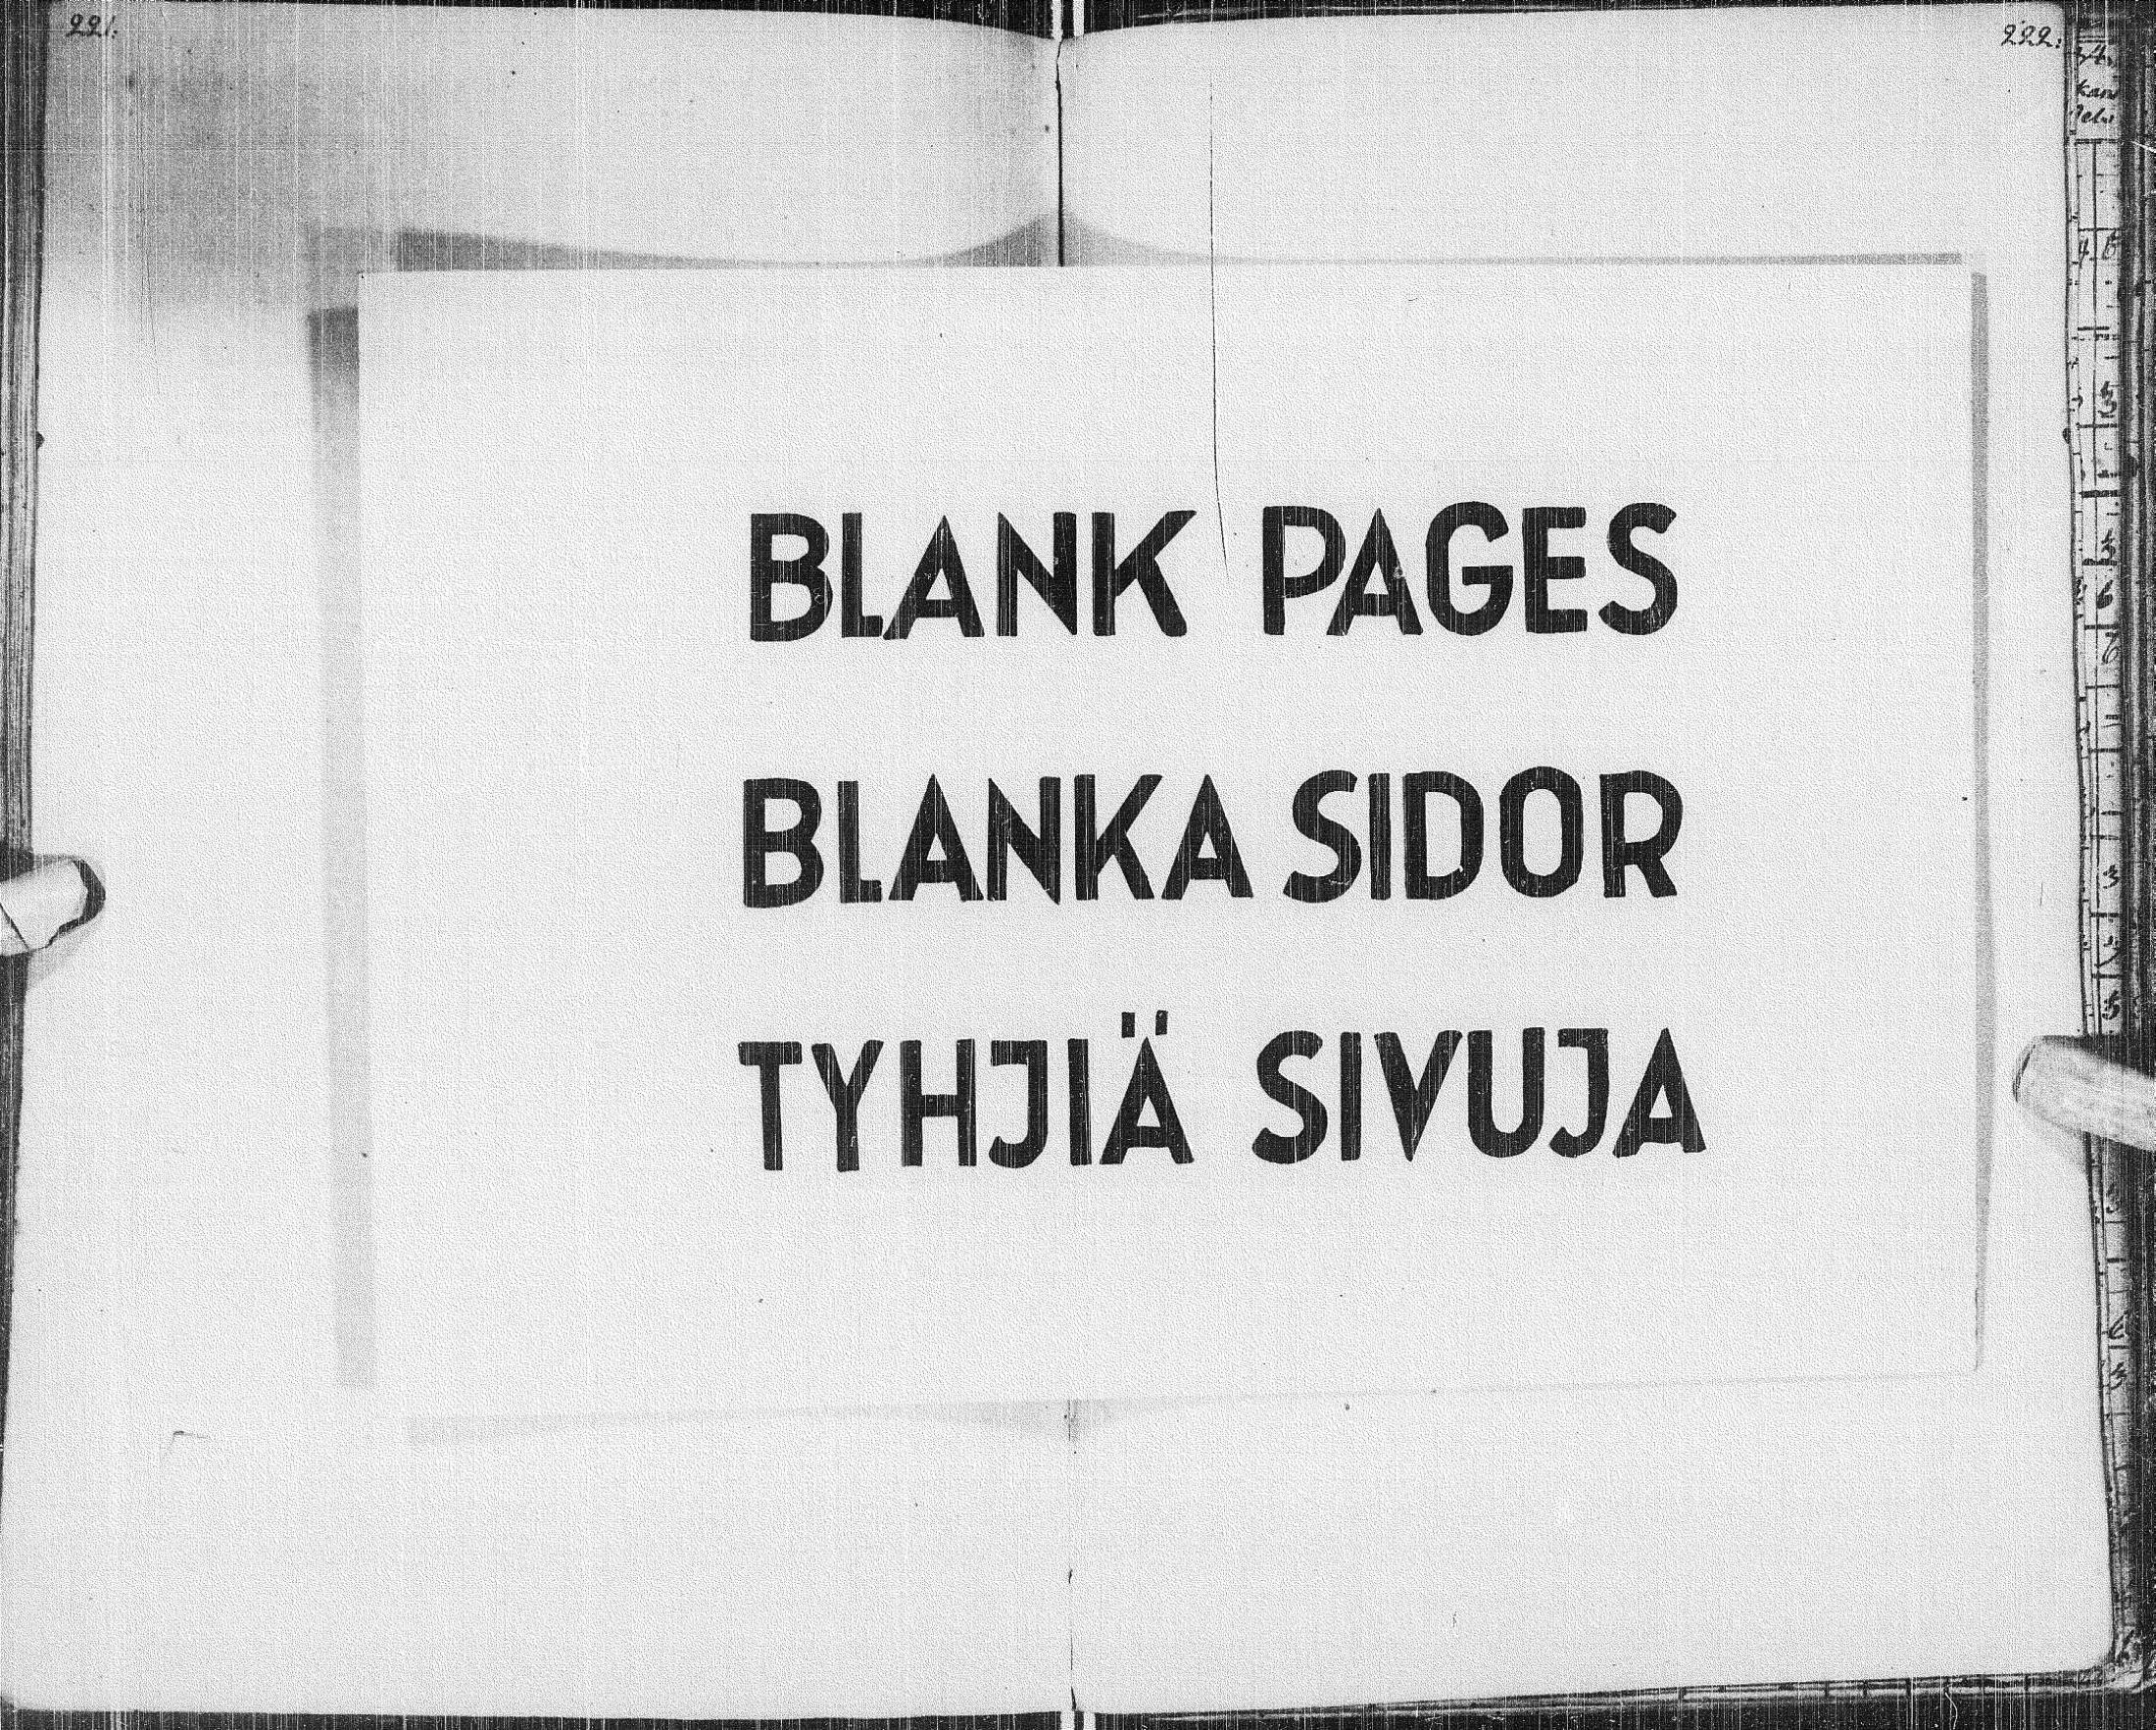 221.
222.
BLANK PAGES
BLANKA SIDOR
TYHJIÄ SIVUJA